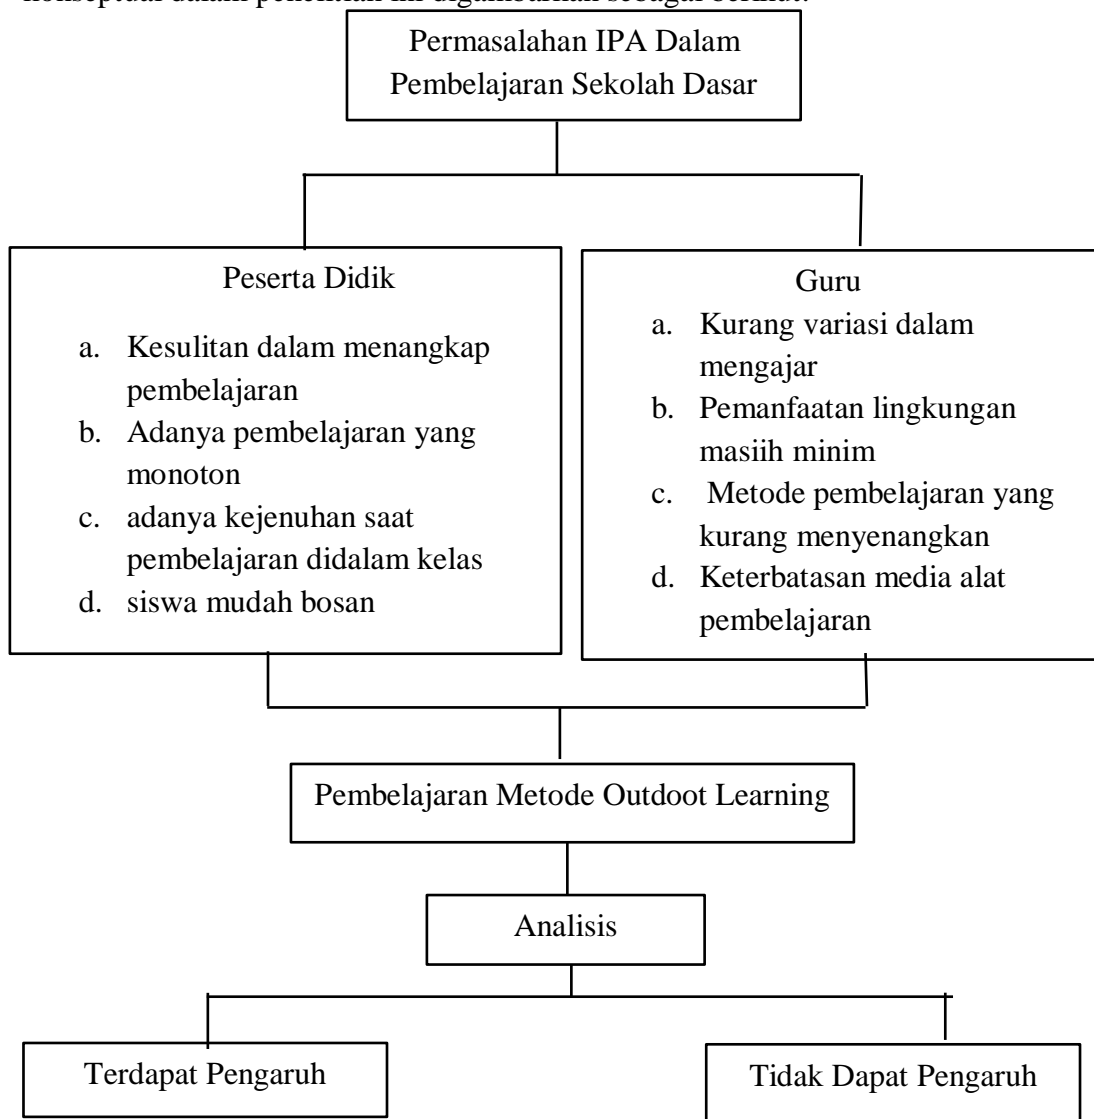 konseptual dalam penelitian ini digambarkan sebagai berikut:
Permasalahan IPA Dalam
Pembelajaran Sekolah Dasar
Peserta Didik
a. Kesulitan dalam menangkap
pembelajaran
b. Adanya pembelajaran yang
monoton
c. adanya kejenuhan saat
pembelajaran didalam kelas
d. siswa mudah bosan
Guru
a. Kurang variasi dalam
mengajar
b. Pemanfaatan lingkungan
masiih minim
c. Metode pembelajaran yang
kurang menyenangkan
d. Keterbatasan media alat
pembelajaran
Pembelajaran Metode Outdoot Learning
Analisis
Terdapat Pengaruh
Tidak Dapat Pengaruh